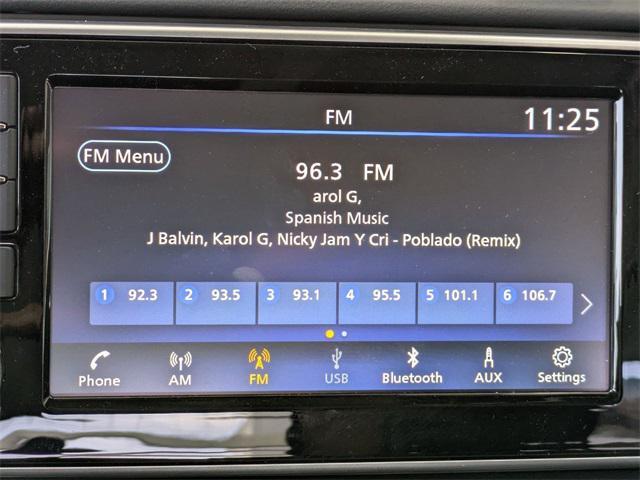 FM
11:25
FM Menu
96.3 FM
arol G,
Spanish Music
J Balvin, Karol G, Nicky Jam Y Cri - Poblado (Remix)
1 92.3 2 93.5 3 93.1 4 95.5 5 101.1 6 106.7
Phone AM FM USB Bluetooth AUX Settings